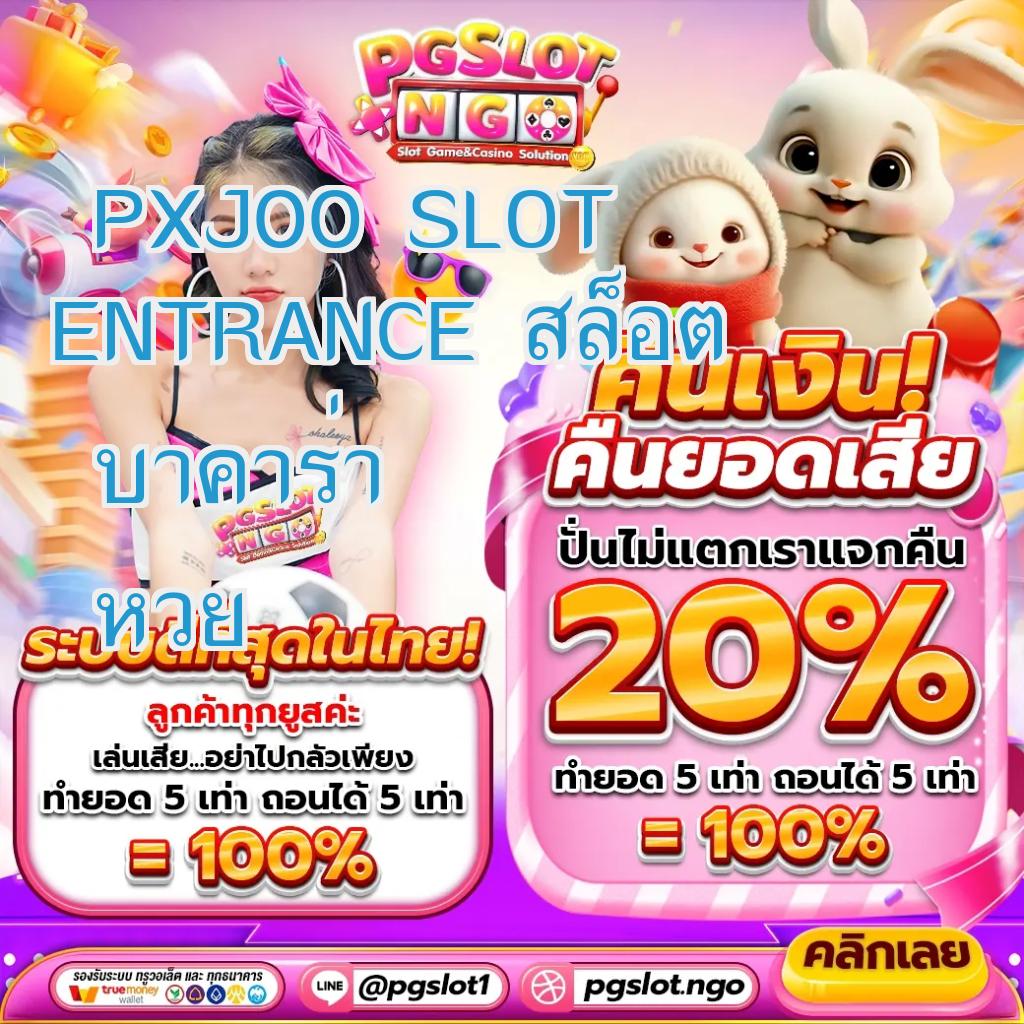 PGSLOT
NGO
Slot Game&Casino Solution
PXJOO SLOT
ENTRANCE สล็อต
บาคาร่า
หวย
คืนเงิน!
คืนยอดเสีย
ปั่นไม่แตกเราแจกคืน
20%
ทำยอด 5 เท่า ถอนได้ 5 เท่า
= 100%
PGSLOT
NGO
Slot Game&Casino Solution
ระบบดีที่สุดในไทย!
ลูกค้าทุกยูสค่ะ
เล่นเสีย...อย่าไปกลัวเพียง
ทำยอด 5 เท่า ถอนได้ 5 เท่า
= 100%
คลิกเลย
รองรับระบบ ทรูวอเล็ต และ ทุกธนาคาร
truemoney
wallet
LINE @pgslot1
pgslot.ngo